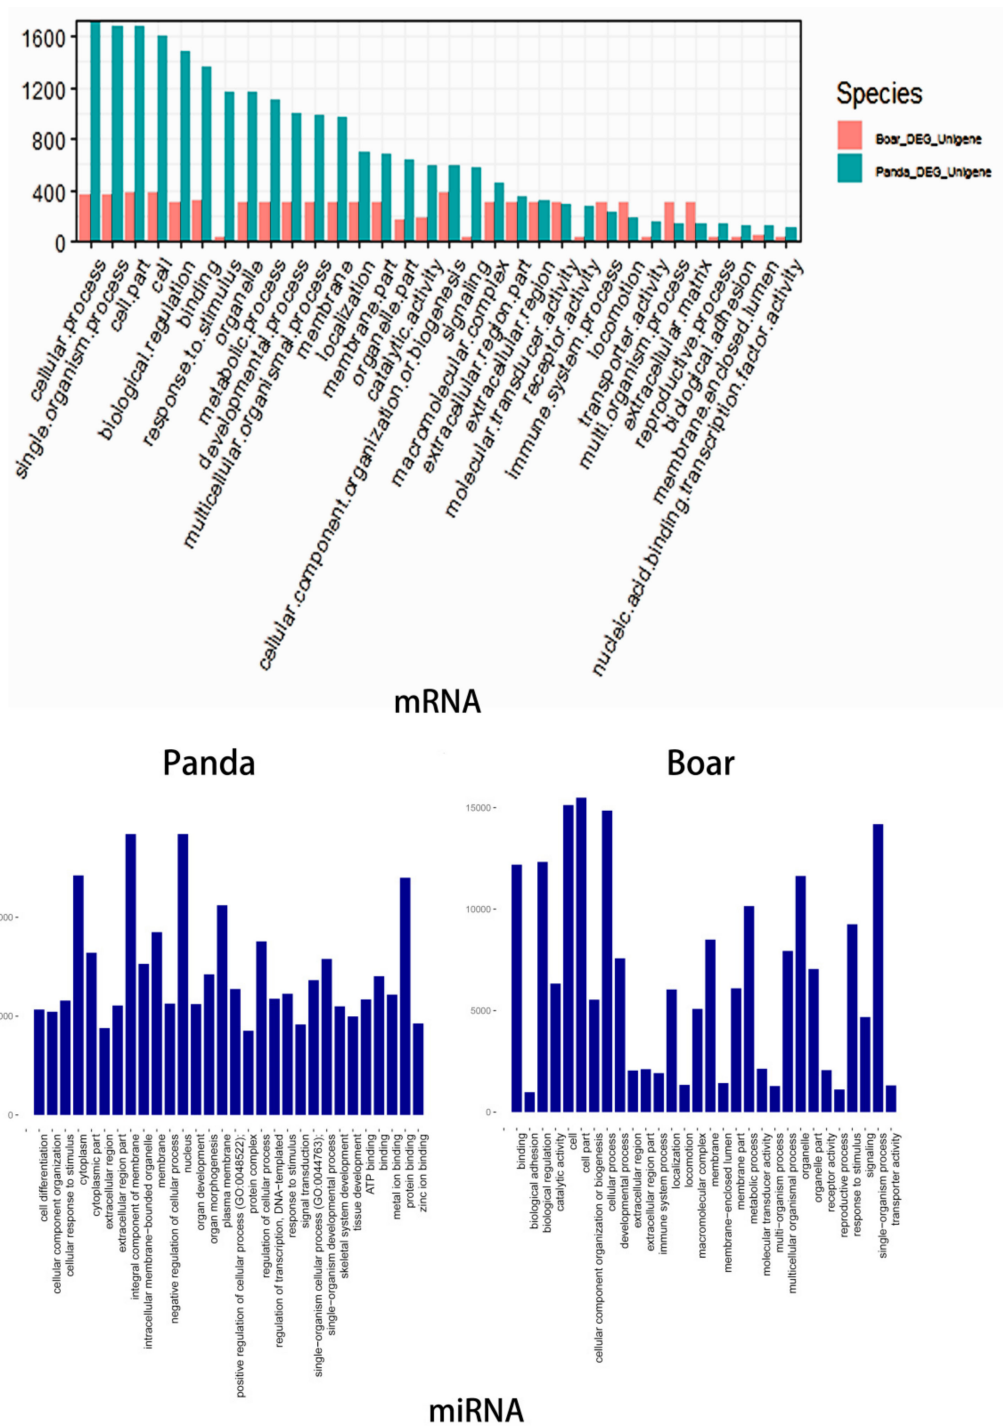 1600
1200
800
400
0
Species
Boar_DEG_Unigene
Panda_DEG_Unigene
cellular.process
single.organism.process
cell.part
cell
biological.regulation
binding
response.to.stimulus
organelle
metabolic.process
developmental.process
multicellular.organismal.process
membrane
localization
membrane.part
organelle.part
catalytic.activity
cellular.component.organization.or.biogenesis
signaling
macromolecular.complex
extracellular.region.part
extracellular.region
molecular.transducer.activity
receptor.activity
immune.system.process
locomotion
transporter.activity
multi.organism.process
extracellular.matrix
reproductive.process
biological.adhesion
membrane.enclosed.lumen
nucleic.acid.binding.transcription.factor.activity
mRNA
Panda
000-
000-
0-
cell differentiation
cellular component organization
cellular response to stimulus
cytoplasm
cytoplasmic part
extracellular region
extracellular region part
integral component of membrane
intracellular membrane-bounded organelle
membrane
negative regulation of cellular process
nucleus
organ development
organ morphogenesis
plasma membrane
positive regulation of cellular process (GO:0048522);
protein complex
regulation of cellular process
regulation of transcription, DNA-templated
response to stimulus
signal transduction
single-organism cellular process (GO:0044763);
single-organism developmental process
skeletal system development
tissue development
ATP binding
binding
metal ion binding
protein binding
zinc ion binding
Boar
15000-
10000-
5000-
0-
binding
biological adhesion
biological regulation
catalytic activity
cell
cell part
cellular component organization or biogenesis
cellular process
developmental process
extracellular region
extracellular region part
immune system process
localization
locomotion
macromolecular complex
membrane
membrane-enclosed lumen
membrane part
metabolic process
molecular transducer activity
multi-organism process
multicellular organismal process
organelle
organelle part
receptor activity
reproductive process
response to stimulus
signaling
single-organism process
transporter activity
miRNA